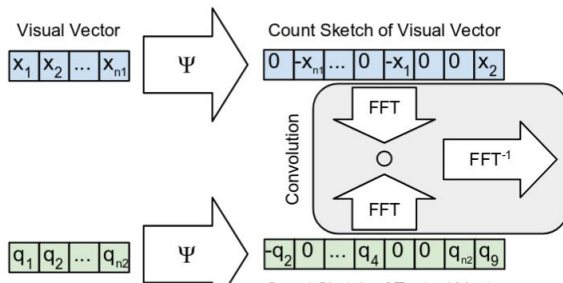 Visual Vector
Count Sketch of Visual Vector
x1 x2 ... xn1
Ψ
0 -xn1 ... 0 -x1 0 0 x2
Convolution
FFT
FFT-1
FFT
Ψ
q1 q2 ... qn2
-q2 0 ... q4 0 0 qn2 q9